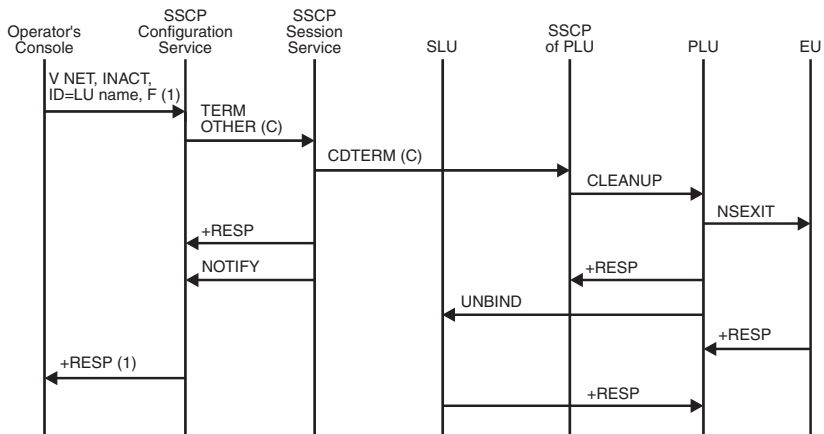 Operator's
Console
SSCP
Configuration
Service
SSCP
Session
Service
SLU
SSCP
of PLU
PLU
EU
V NET, INACT,
ID=LU name, F (1)
TERM
OTHER (C)
CDTERM (C)
CLEANUP
NSEXIT
+RESP
NOTIFY
+RESP
UNBIND
+RESP
+RESP (1)
+RESP